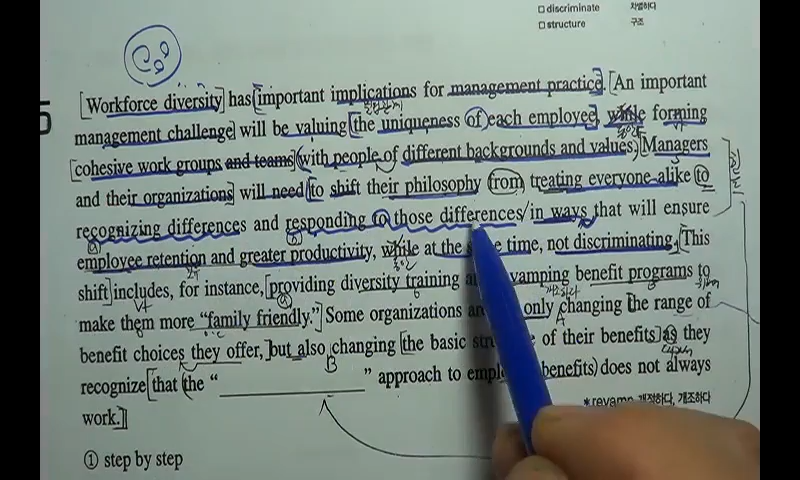 □ discriminate 차별하다
□ structure 구조
5
Workforce diversity has important implications for management practice. An important
management challenge will be valuing the uniqueness of each employee, while forming
cohesive work groups and teams with people of different backgrounds and values. Managers
and their organizations will need to shift their philosophy from treating everyone alike to
recognizing differences and responding to those differences in ways that will ensure
employee retention and greater productivity, while at the same time, not discriminating. This
shift includes, for instance, providing diversity training vamping benefit programs to
make them more “family friendly.” Some organizations only changing the range of
benefit choices they offer, but also changing the basic of their benefits as they
recognize that the “ ” approach to benefits does not always
work.
*revamp 개작하다, 개조하다
① step by step
A
B